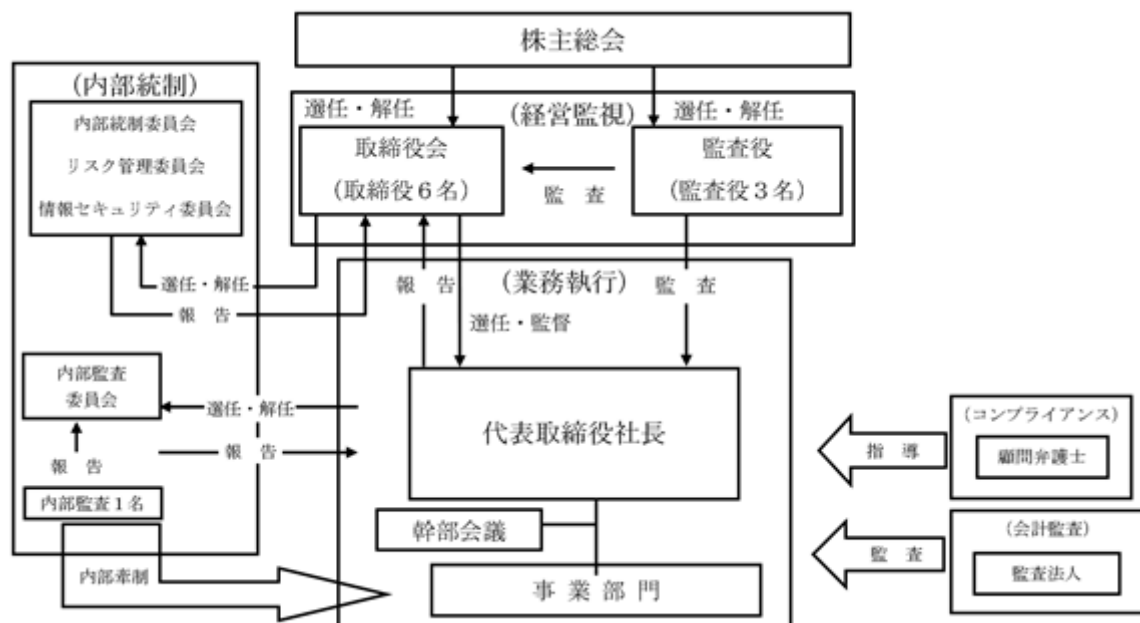 株主総会
(内部統制)
内部統制委員会
リスク管理委員会
情報セキュリティ委員会
選任・解任
(経営監視)
選任・解任
取締役会
(取締役6名)
監査
監査役
(監査役3名)
選任・解任
報告
報告
(業務執行)
監査
選任・監督
内部監査
委員会
選任・解任
報告
報告
内部監査1名
内部牽制
代表取締役社長
幹部会議
事業部門
指導
(コンプライアンス)
顧問弁護士
監査
(会計監査)
監査法人